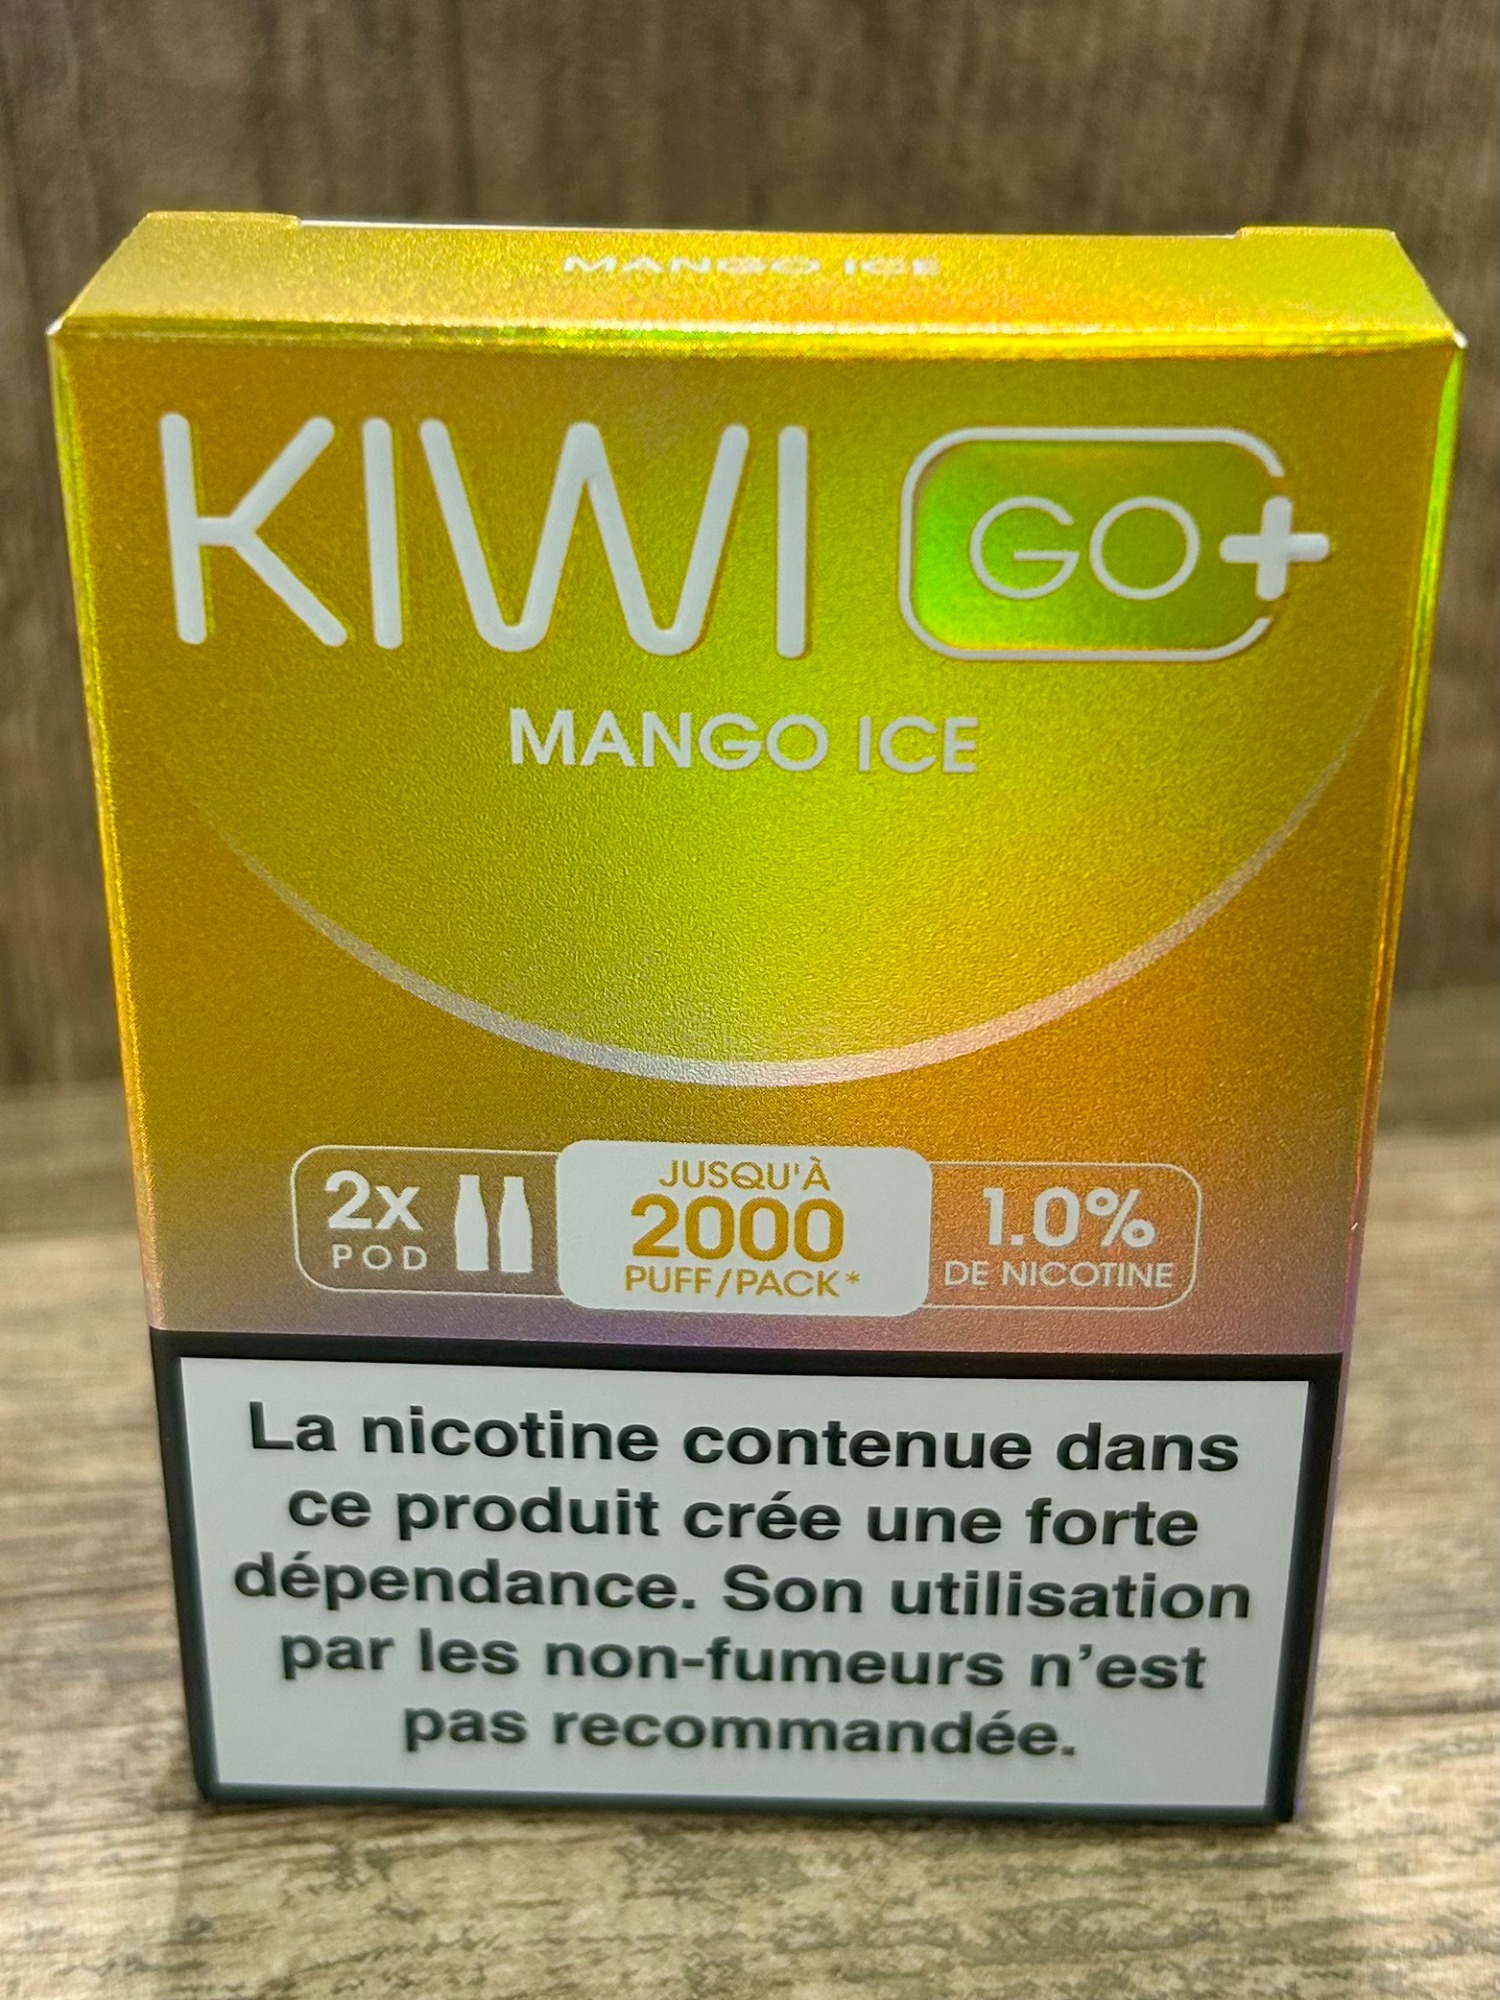 MANGO ICE
KIWI GO+
MANGO ICE
2x
POD
JUSQU'À
2000
PUFF/PACK*
1.0%
DE NICOTINE
La nicotine contenue dans
ce produit crée une forte
dépendance. Son utilisation
par les non-fumeurs n’est
pas recommandée.